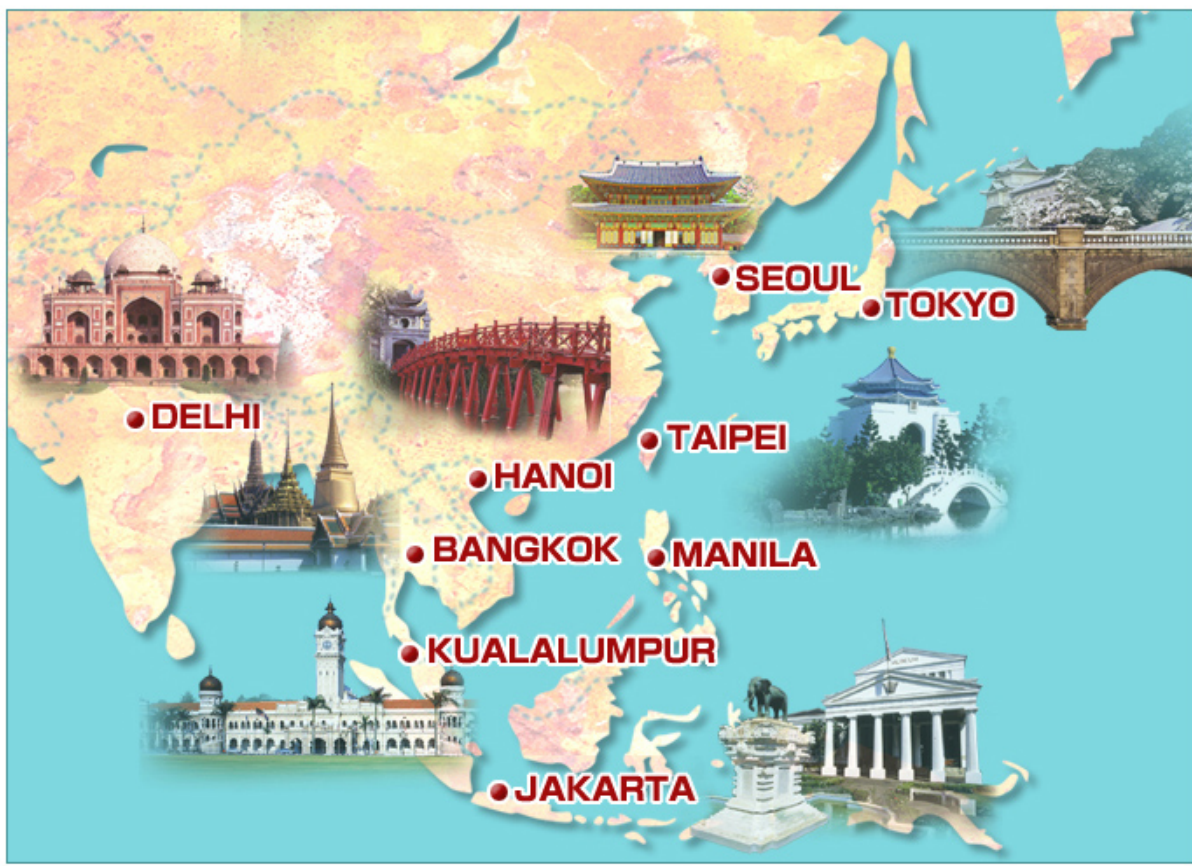 SEOUL
TOKYO
DELHI
TAIPEI
HANOI
BANGKOK
MANILA
KUALALUMPUR
JAKARTA